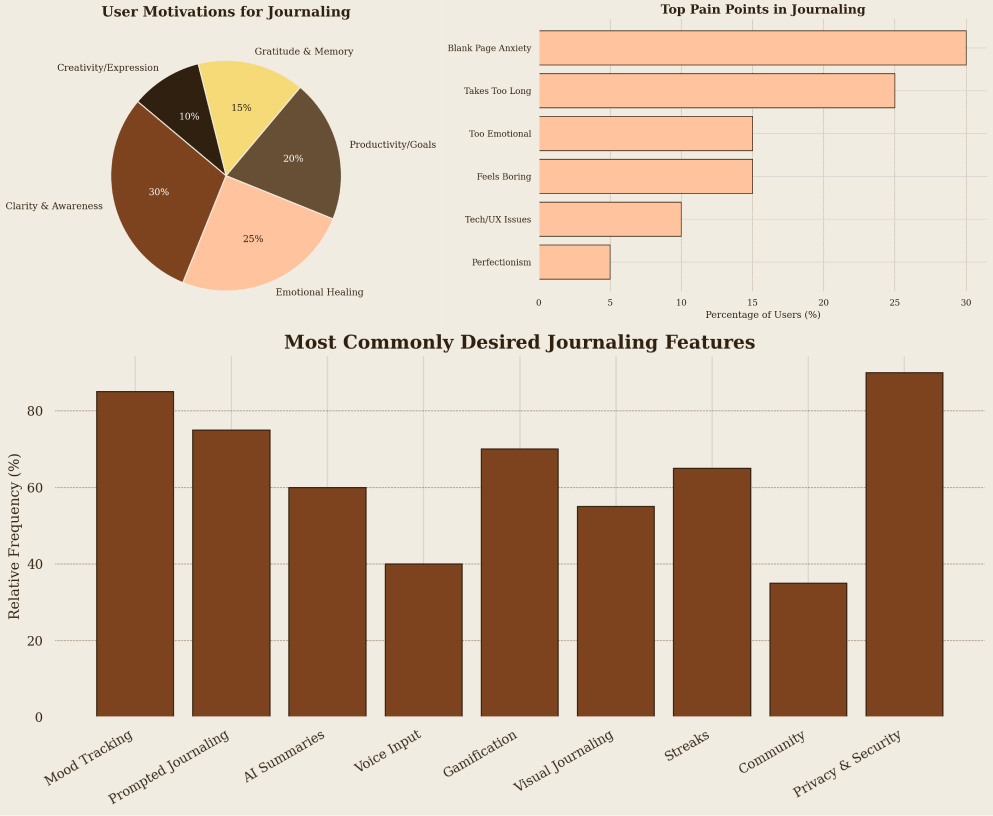 User Motivations for Journaling
Gratitude & Memory
Creativity/Expression
15%
10%
Productivity/Goals
20%
30%
Clarity & Awareness
25%
Emotional Healing
Top Pain Points in Journaling
Blank Page Anxiety
Takes Too Long
Too Emotional
Feels Boring
Tech/UX Issues
Perfectionism
0 5 10 15 20 25 30
Percentage of Users (%)
Most Commonly Desired Journaling Features
Relative Frequency (%)
80
60
40
20
0
Mood Tracking
Prompted Journaling
AI Summaries
Voice Input
Gamification
Visual Journaling
Streaks
Community
Privacy & Security